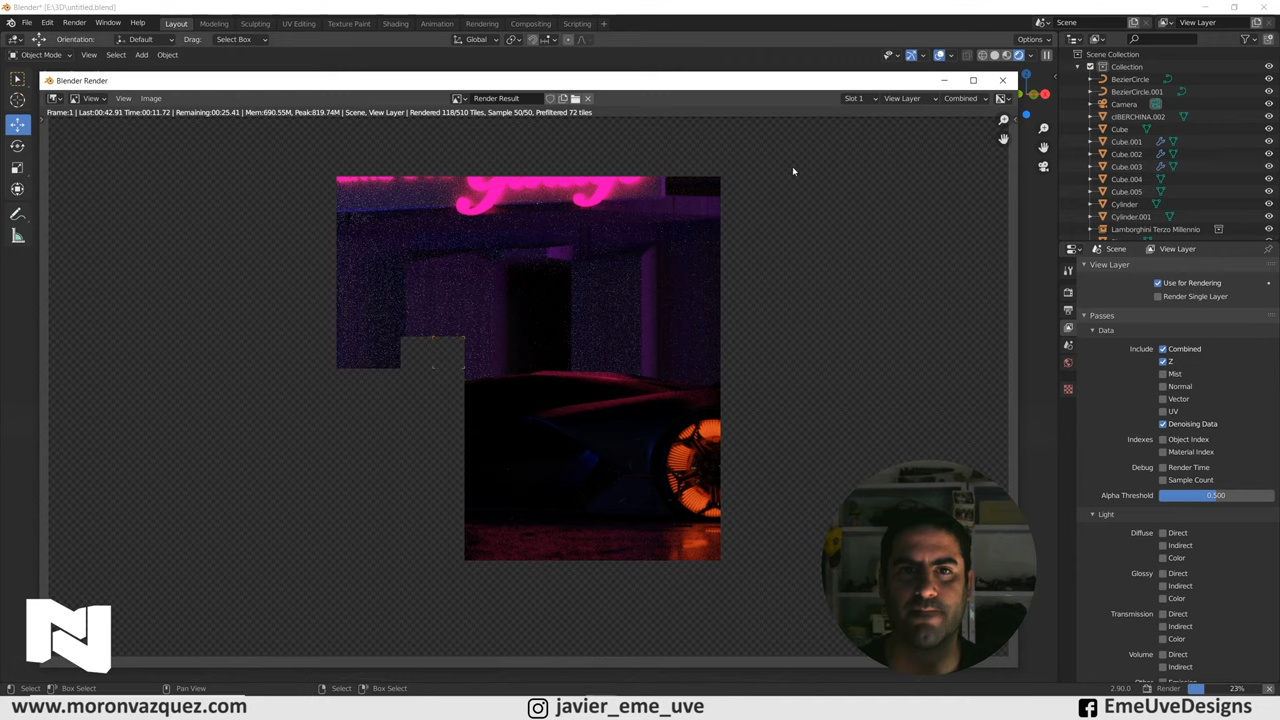 Blender* [E:\3D\untitled.blend]
File Edit Render Window Help Layout Modeling Sculpting UV Editing Texture Paint Shading Animation Rendering Compositing Scripting + Scene View Layer
Orientation: Default Drag: Select Box Global Options
Object Mode View Select Add Object
Scene Collection
Collection
BezierCircle
BezierCircle.001
Camera
cIBERCHINA.002
Cube
Cube.001
Cube.002
Cube.003
Cube.004
Cube.005
Cylinder
Cylinder.001
Lamborghini Terzo Millennio
Blender Render
View View Image Render Result Slot 1 View Layer Combined
Frame:1 | Last:00:42.91 Time:00:11.72 | Remaining:00:25.41 | Mem:690.55M, Peak:819.74M | Scene, View Layer | Rendered 118/510 Tiles, Sample 50/50, Prefiltered 72 tiles
Scene View Layer
View Layer
Use for Rendering
Render Single Layer
Passes
Data
Include Combined
Z
Mist
Normal
Vector
UV
Denoising Data
Indexes Object Index
Material Index
Debug Render Time
Sample Count
Alpha Threshold 0.500
Light
Diffuse Direct
Indirect
Color
Glossy Direct
Indirect
Color
Transmission Direct
Indirect
Color
Volume Direct
Indirect
N
Select Box Select Pan View Select Box Select 2.90.0 Render 23%
www.moronvazquez.com javier_eme_uve EmeUveDesigns